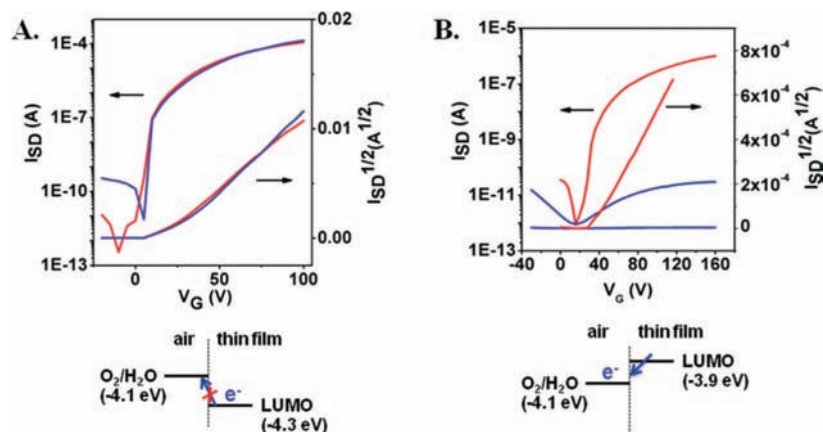 A.
1E-4
1E-7
1E-10
1E-13
I_SD (A)
0.02
0.01
0.00
I_SD^1/2(A^1/2)
0 50 100
V_G (V)
air thin film
O₂/H₂O
(-4.1 eV)
e⁻
LUMO
(-4.3 eV)
B.
1E-5
1E-7
1E-9
1E-11
1E-13
I_SD (A)
8x10⁻⁴
6x10⁻⁴
4x10⁻⁴
2x10⁻⁴
0
I_SD^1/2(A^1/2)
-40 0 40 80 120 160
V_G (V)
air thin film
e⁻
LUMO
(-3.9 eV)
O₂/H₂O
(-4.1 eV)